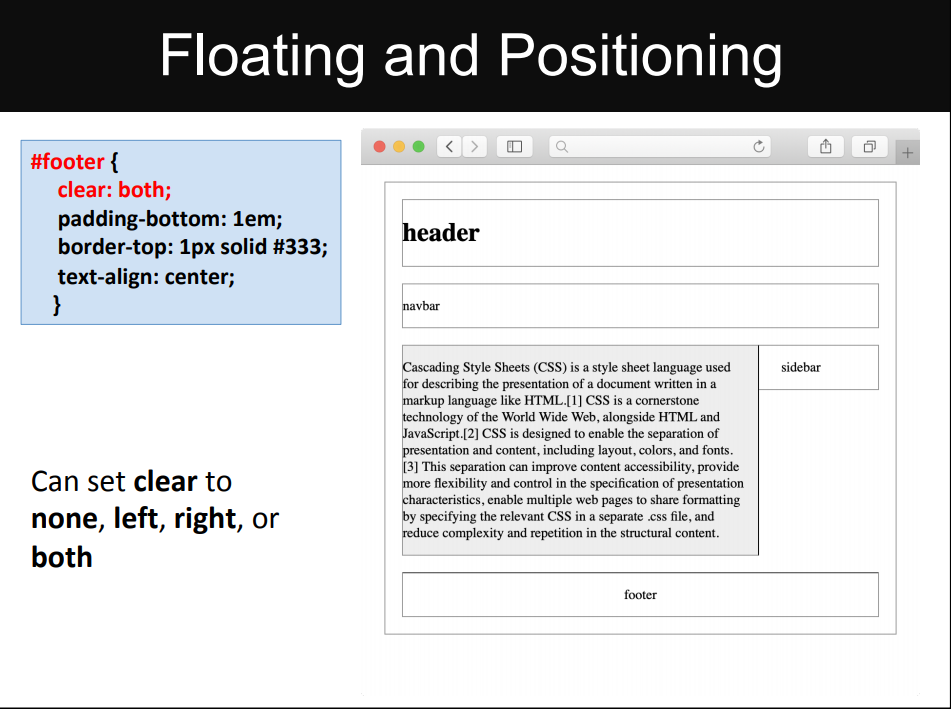 Floating and Positioning
#footer {
clear: both;
padding-bottom: 1em;
border-top: 1px solid #333;
text-align: center;
}
Can set clear to
none, left, right, or
both
header
navbar
Cascading Style Sheets (CSS) is a style sheet language used
for describing the presentation of a document written in a
markup language like HTML.[1] CSS is a cornerstone
technology of the World Wide Web, alongside HTML and
JavaScript.[2] CSS is designed to enable the separation of
presentation and content, including layout, colors, and fonts.
[3] This separation can improve content accessibility, provide
more flexibility and control in the specification of presentation
characteristics, enable multiple web pages to share formatting
by specifying the relevant CSS in a separate .css file, and
reduce complexity and repetition in the structural content.
sidebar
footer